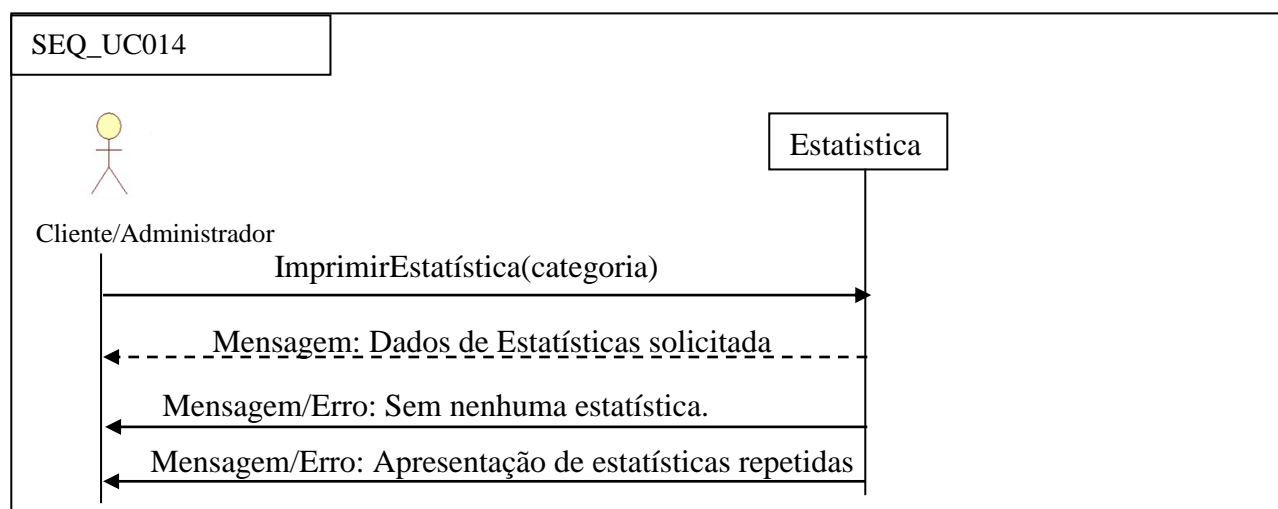 SEQ_UC014
Estatistica
Cliente/Administrador
ImprimirEstatística(categoria)
Mensagem: Dados de Estatísticas solicitada
Mensagem/Erro: Sem nenhuma estatística.
Mensagem/Erro: Apresentação de estatísticas repetidas